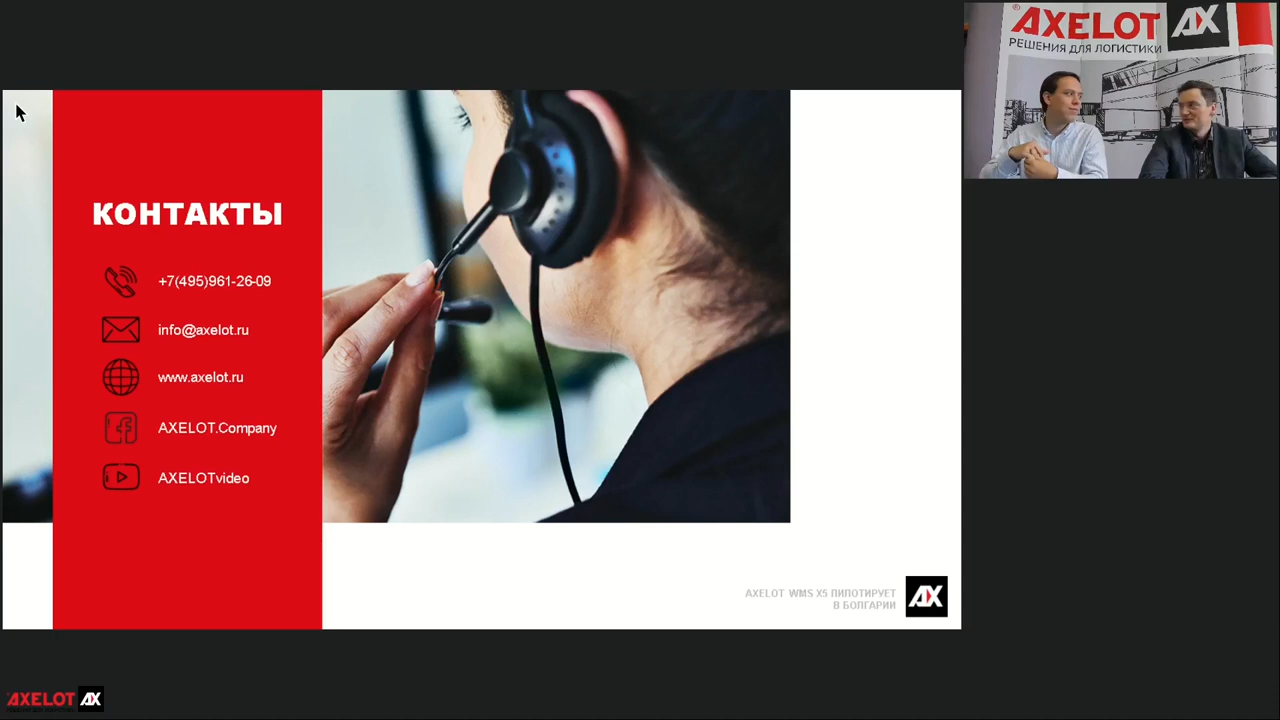 КОНТАКТЫ
+7(495)961-26-09
info@axelot.ru
www.axelot.ru
AXELOT.Company
AXELOTvideo
AXELOT WMS X5 ПИЛОТИРУЕТ
В БОЛГАРИИ
AX
®AXELOT AX
РЕШЕНИЯ ДЛЯ ЛОГИСТИКИ
AXELOT AX